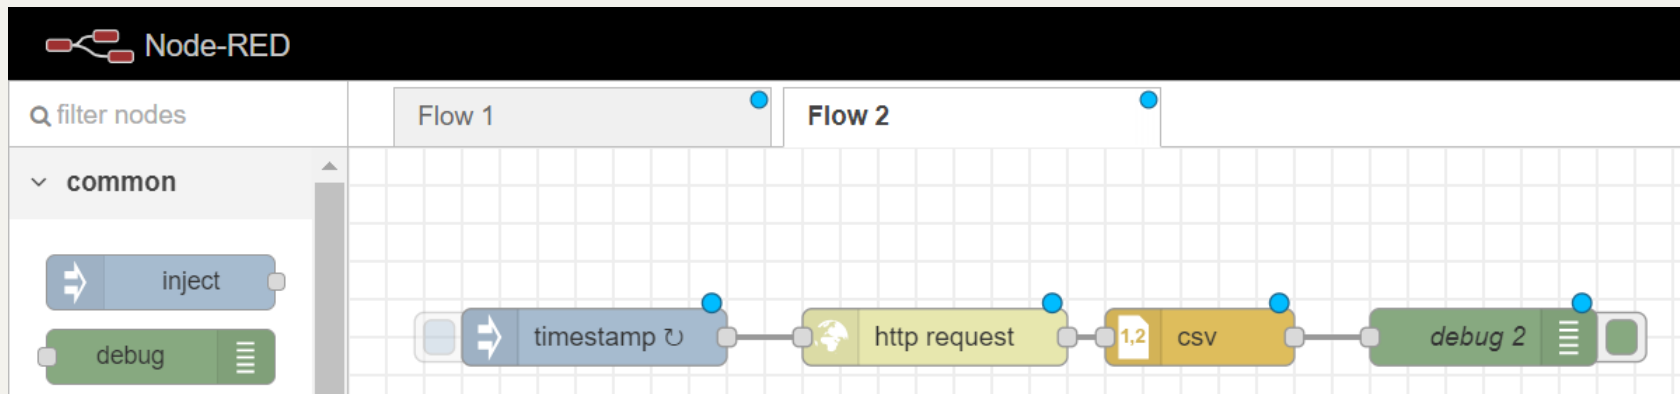 Node-RED
filter nodes
Flow 1
Flow 2
common
inject
debug
timestamp ↻
http request
1,2
csv
debug 2